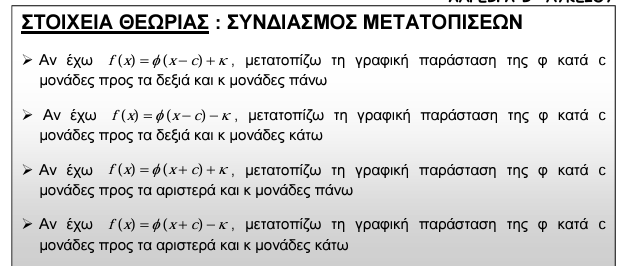 ΣΤΟΙΧΕΙΑ ΘΕΩΡΙΑΣ : ΣΥΝΔΙΑΣΜΟΣ ΜΕΤΑΤΟΠΙΣΕΩΝ
➢ Αν έχω f(x)=ϕ(x−c)+κ, μετατοπίζω τη γραφική παράσταση της φ κατά c
μονάδες προς τα δεξιά και κ μονάδες πάνω
➢ Αν έχω f(x)=ϕ(x−c)−κ, μετατοπίζω τη γραφική παράσταση της φ κατά c
μονάδες προς τα δεξιά και κ μονάδες κάτω
➢ Αν έχω f(x)=ϕ(x+c)+κ, μετατοπίζω τη γραφική παράσταση της φ κατά c
μονάδες προς τα αριστερά και κ μονάδες πάνω
➢ Αν έχω f(x)=ϕ(x+c)−κ, μετατοπίζω τη γραφική παράσταση της φ κατά c
μονάδες προς τα αριστερά και κ μονάδες κάτω